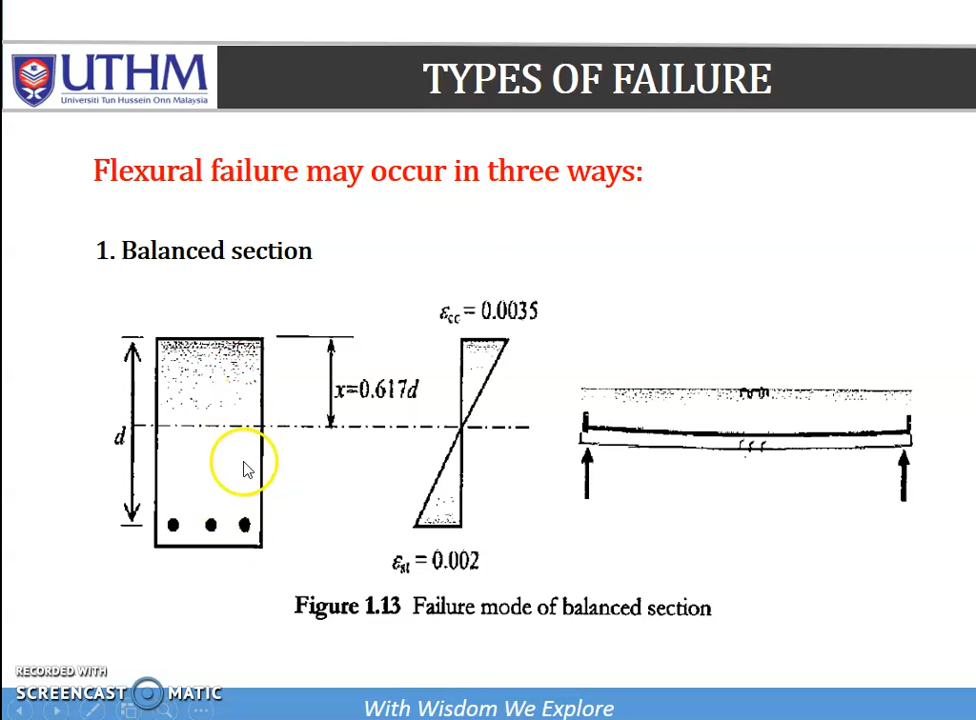 UTHM
Universiti Tun Hussein Onn Malaysia
TYPES OF FAILURE
Flexural failure may occur in three ways:
1. Balanced section
εcc = 0.0035
x=0.617d
d
εst = 0.002
Figure 1.13 Failure mode of balanced section
RECORDED WITH
SCREENCAST MATIC
With Wisdom We Explore